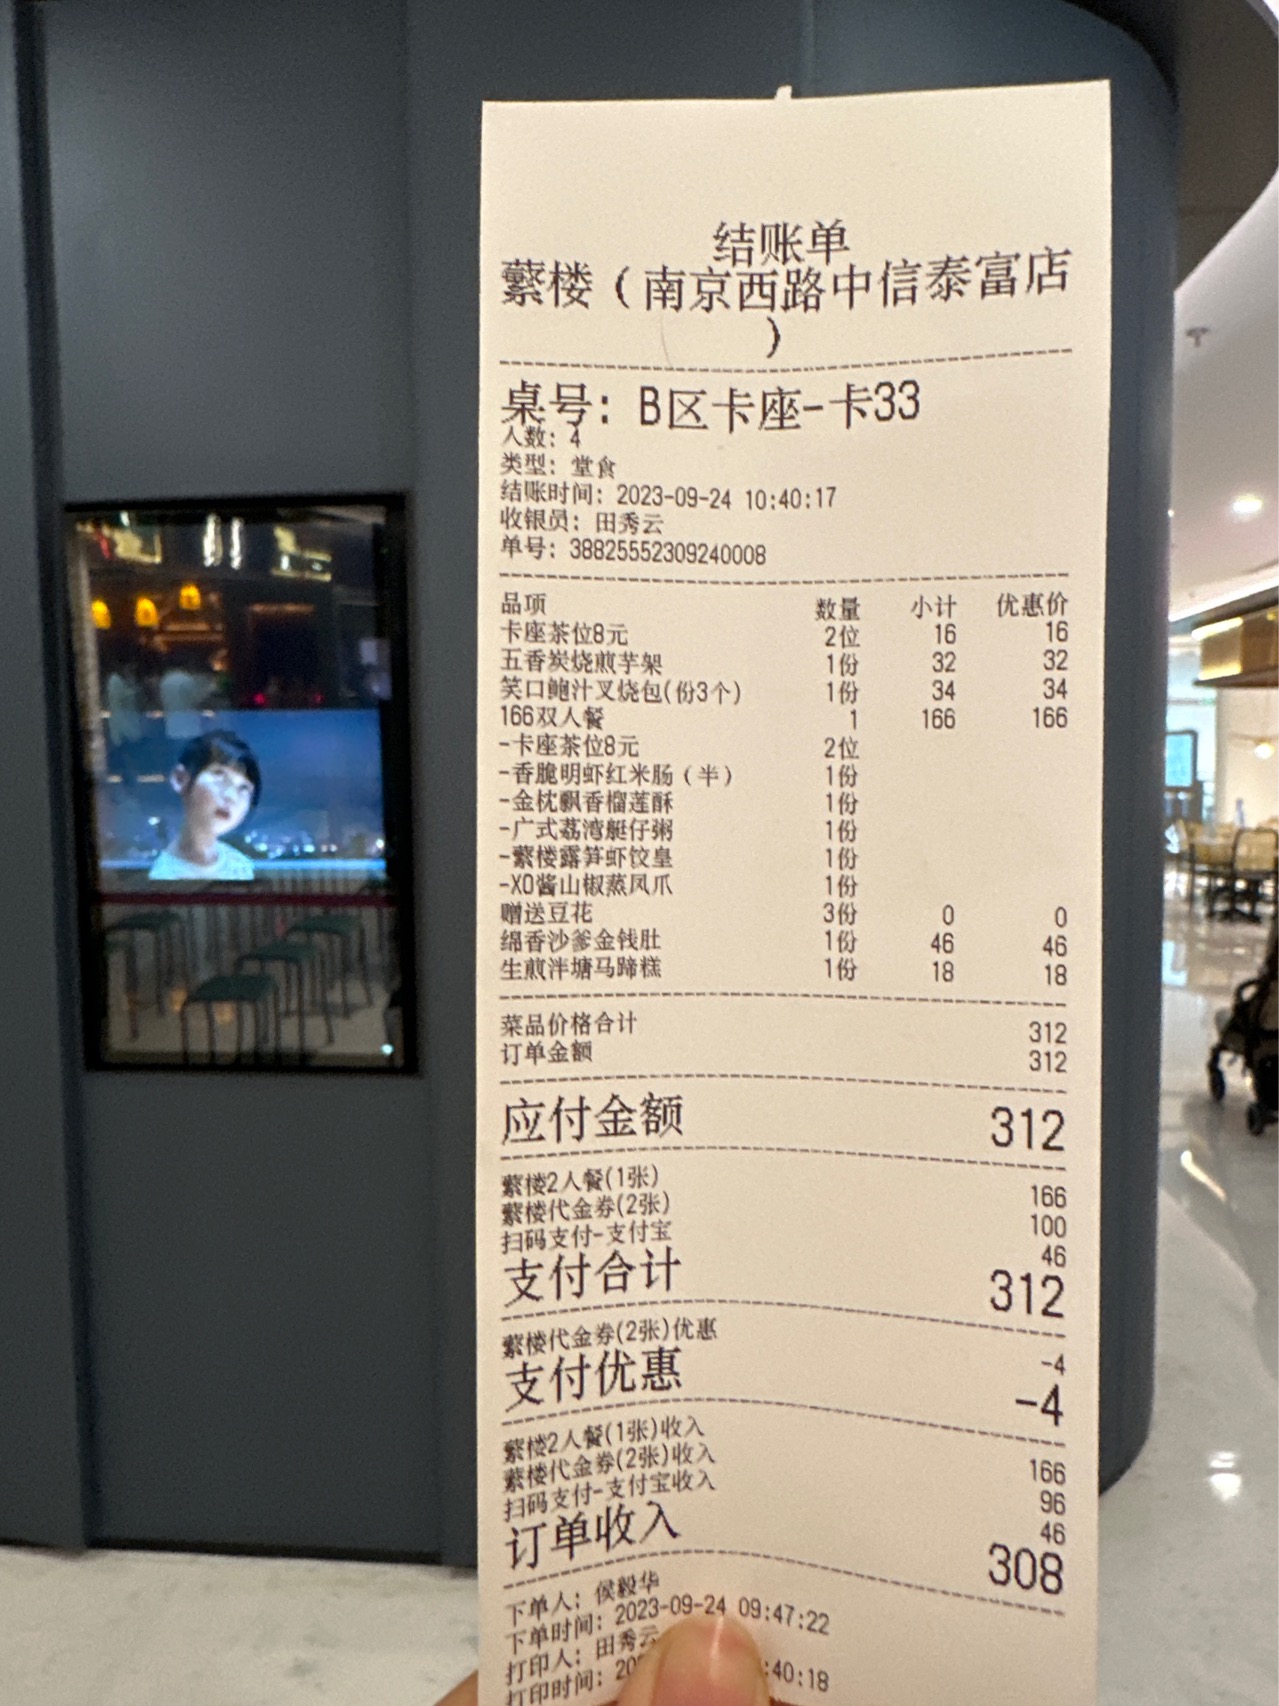 结账单
蘩楼（南京西路中信泰富店
）
桌号: B区卡座-卡33
人数: 4
类型: 堂食
结账时间: 2023-09-24 10:40:17
收银员: 田秀云
单号: 38825552309240008
品项 数量 小计 优惠价
卡座茶位8元 2位 16 16
五香炭烧煎芋架 1份 32 32
笑口鲍汁叉烧包(份3个) 1份 34 34
166双人餐 1 166 166
-卡座茶位8元 2位
-香脆明虾红米肠（半） 1份
-金枕飘香榴莲酥 1份
-广式荔湾艇仔粥 1份
-蘩楼露笋虾饺皇 1份
-XO酱山椒蒸凤爪 1份
赠送豆花 3份 0 0
绵香沙爹金钱肚 1份 46 46
生煎泮塘马蹄糕 1份 18 18
菜品价格合计 312
订单金额 312
应付金额 312
蘩楼2人餐(1张) 166
蘩楼代金券(2张) 100
扫码支付-支付宝 46
支付合计 312
蘩楼代金券(2张)优惠 -4
支付优惠 -4
蘩楼2人餐(1张)收入 166
蘩楼代金券(2张)收入 96
扫码支付-支付宝收入 46
订单收入 308
下单人: 侯毅华
下单时间: 2023-09-24 09:47:22
打印人: 田秀云
打印时间: 20 :40:18